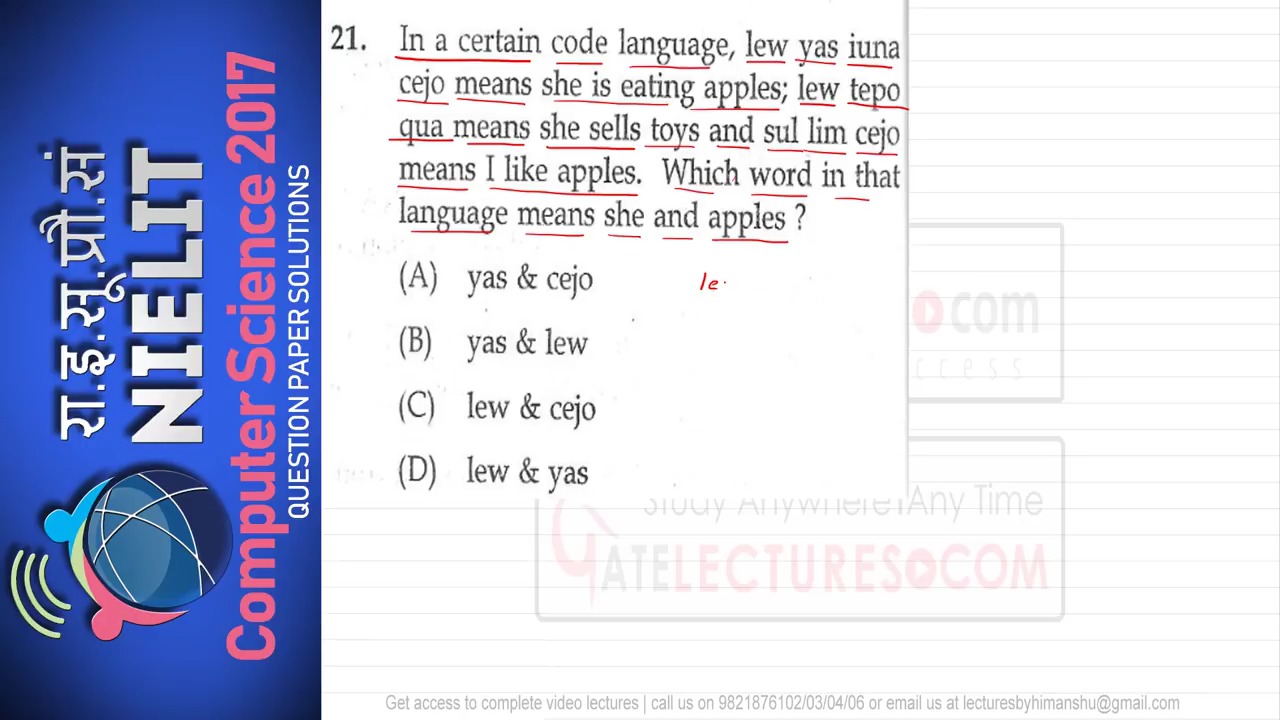 रा.इ.सू.प्रौ.सं
NIELIT
Computer Science 2017
QUESTION PAPER SOLUTIONS
21. In a certain code language, lew yas iuna
cejo means she is eating apples; lew tepo
qua means she sells toys and sul lim cejo
means I like apples. Which word in that
language means she and apples ?
le
(A) yas & cejo
(B) yas & lew
(C) lew & cejo
(D) lew & yas
com
ccess
Study Anywhere Any Time
GATELECTURES.COM
Get access to complete video lectures | call us on 9821876102/03/04/06 or email us at lecturesbyhimanshu@gmail.com